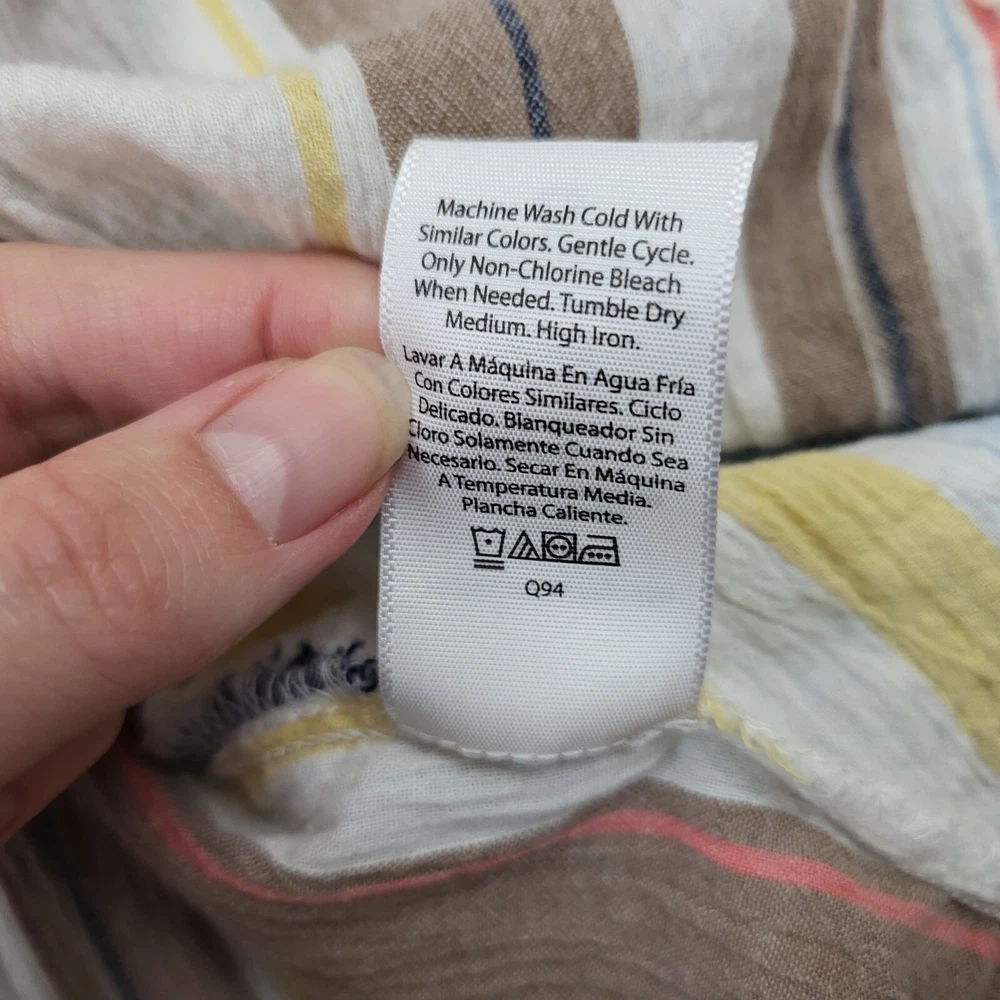 Machine Wash Cold With
Similar Colors. Gentle Cycle.
Only Non-Chlorine Bleach
When Needed. Tumble Dry
Medium. High Iron.
Lavar A Máquina En Agua Fría
Con Colores Similares. Ciclo
Delicado. Blanqueador Sin
Cloro Solamente Cuando Sea
Necesario. Secar En Máquina
A Temperatura Media.
Plancha Caliente.
Q94